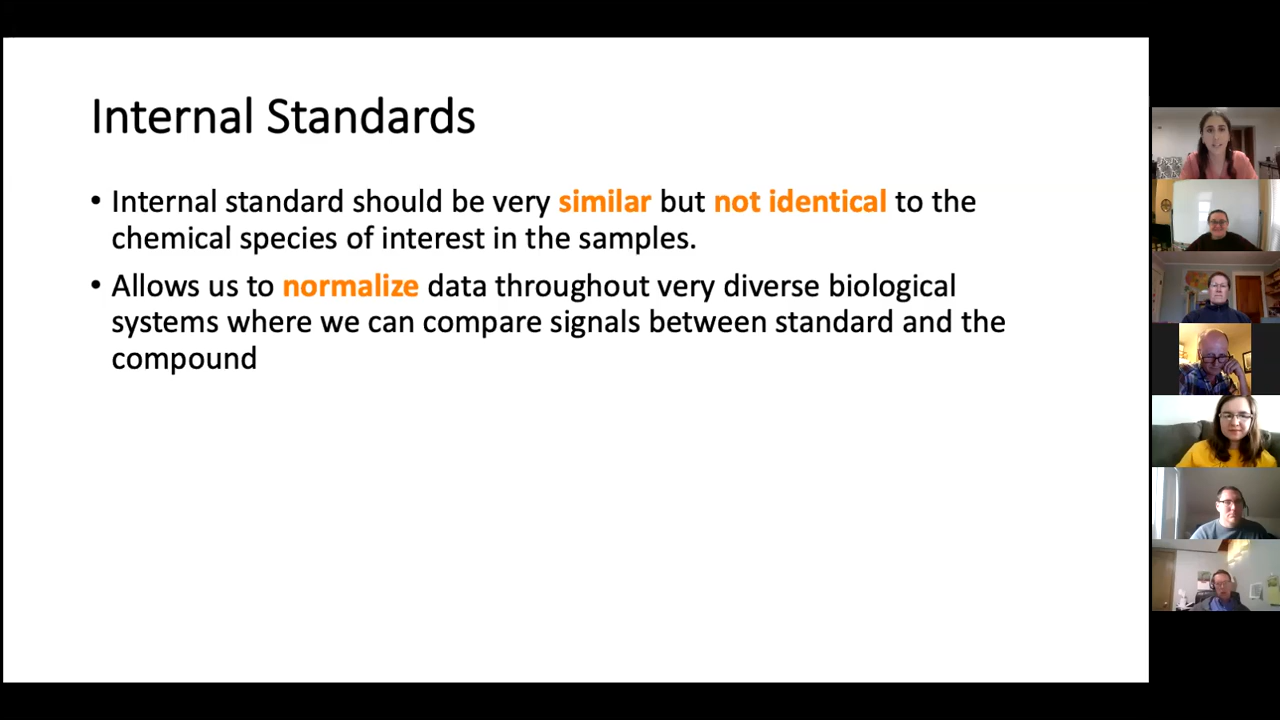 Internal Standards
• Internal standard should be very similar but not identical to the
chemical species of interest in the samples.
• Allows us to normalize data throughout very diverse biological
systems where we can compare signals between standard and the
compound